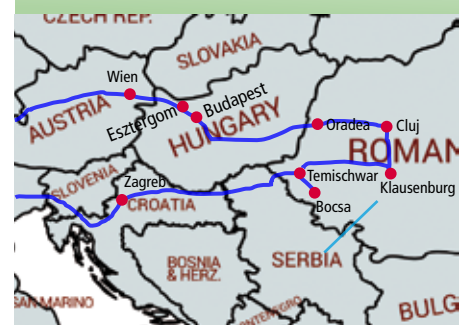 CZECH REP.
SLOVAKIA
Wien
AUSTRIA
Esztergom
Budapest
HUNGARY
Oradea
Cluj
ROMAN
Klausenburg
SLOVENIA
Zagreb
CROATIA
Temischwar
Bocsa
BOSNIA
& HERZ.
SERBIA
SAN MARINO
BULG